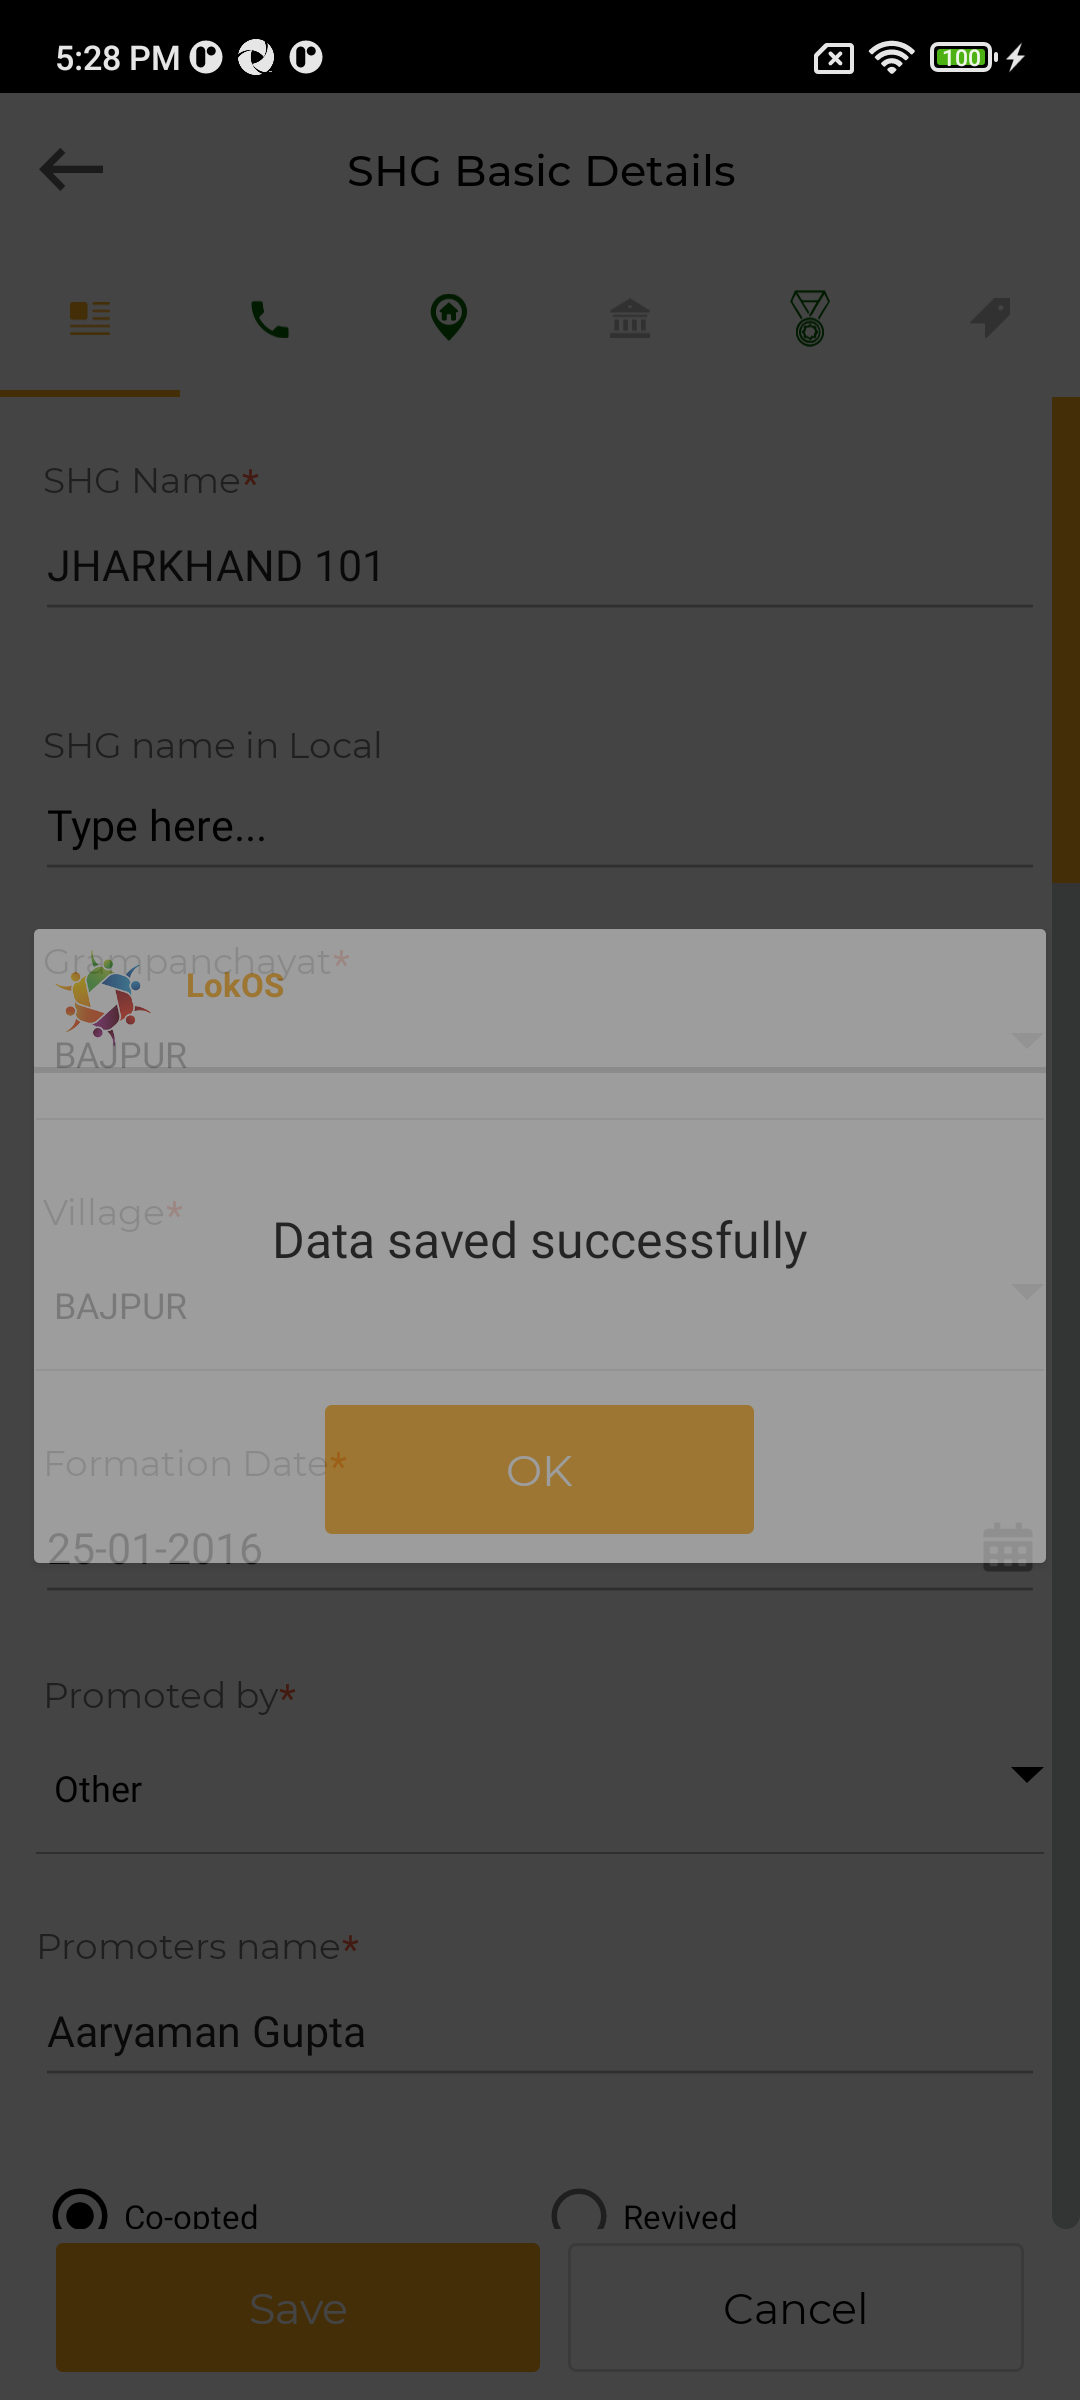 5:28 PM
100
SHG Basic Details
SHG Name*
JHARKHAND 101
SHG name in Local
Type here...
Grampanchayat*
LokOS
BAJPUR
Village*
Data saved successfully
BAJPUR
Formation Date*
OK
25-01-2016
Promoted by*
Other
Promoters name*
Aaryaman Gupta
Co-opted
Revived
Save
Cancel